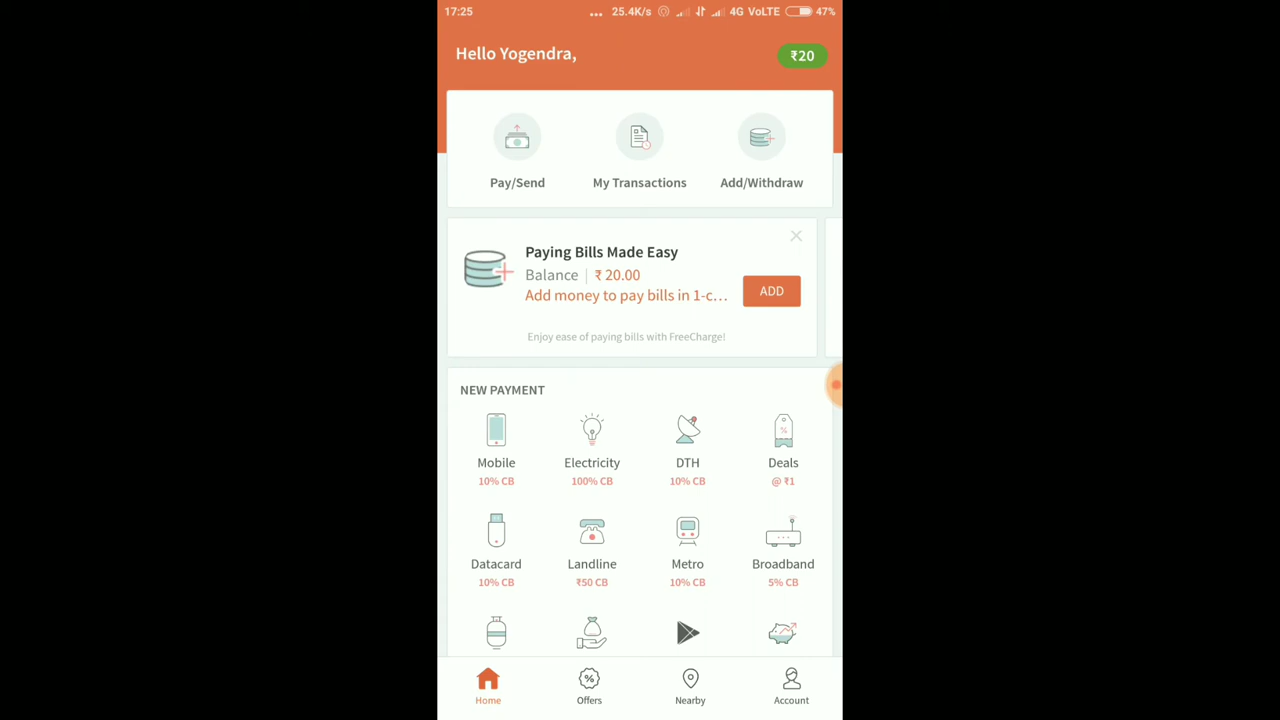 17:25
... 25.4K/s 4G VoLTE 47%
Hello Yogendra,
₹20
Pay/Send My Transactions Add/Withdraw
Paying Bills Made Easy
Balance | ₹ 20.00
Add money to pay bills in 1-c...
ADD
Enjoy ease of paying bills with FreeCharge!
NEW PAYMENT
Mobile Electricity DTH Deals
10% CB 100% CB 10% CB @ ₹1
Datacard Landline Metro Broadband
10% CB ₹50 CB 10% CB 5% CB
Home Offers Nearby Account